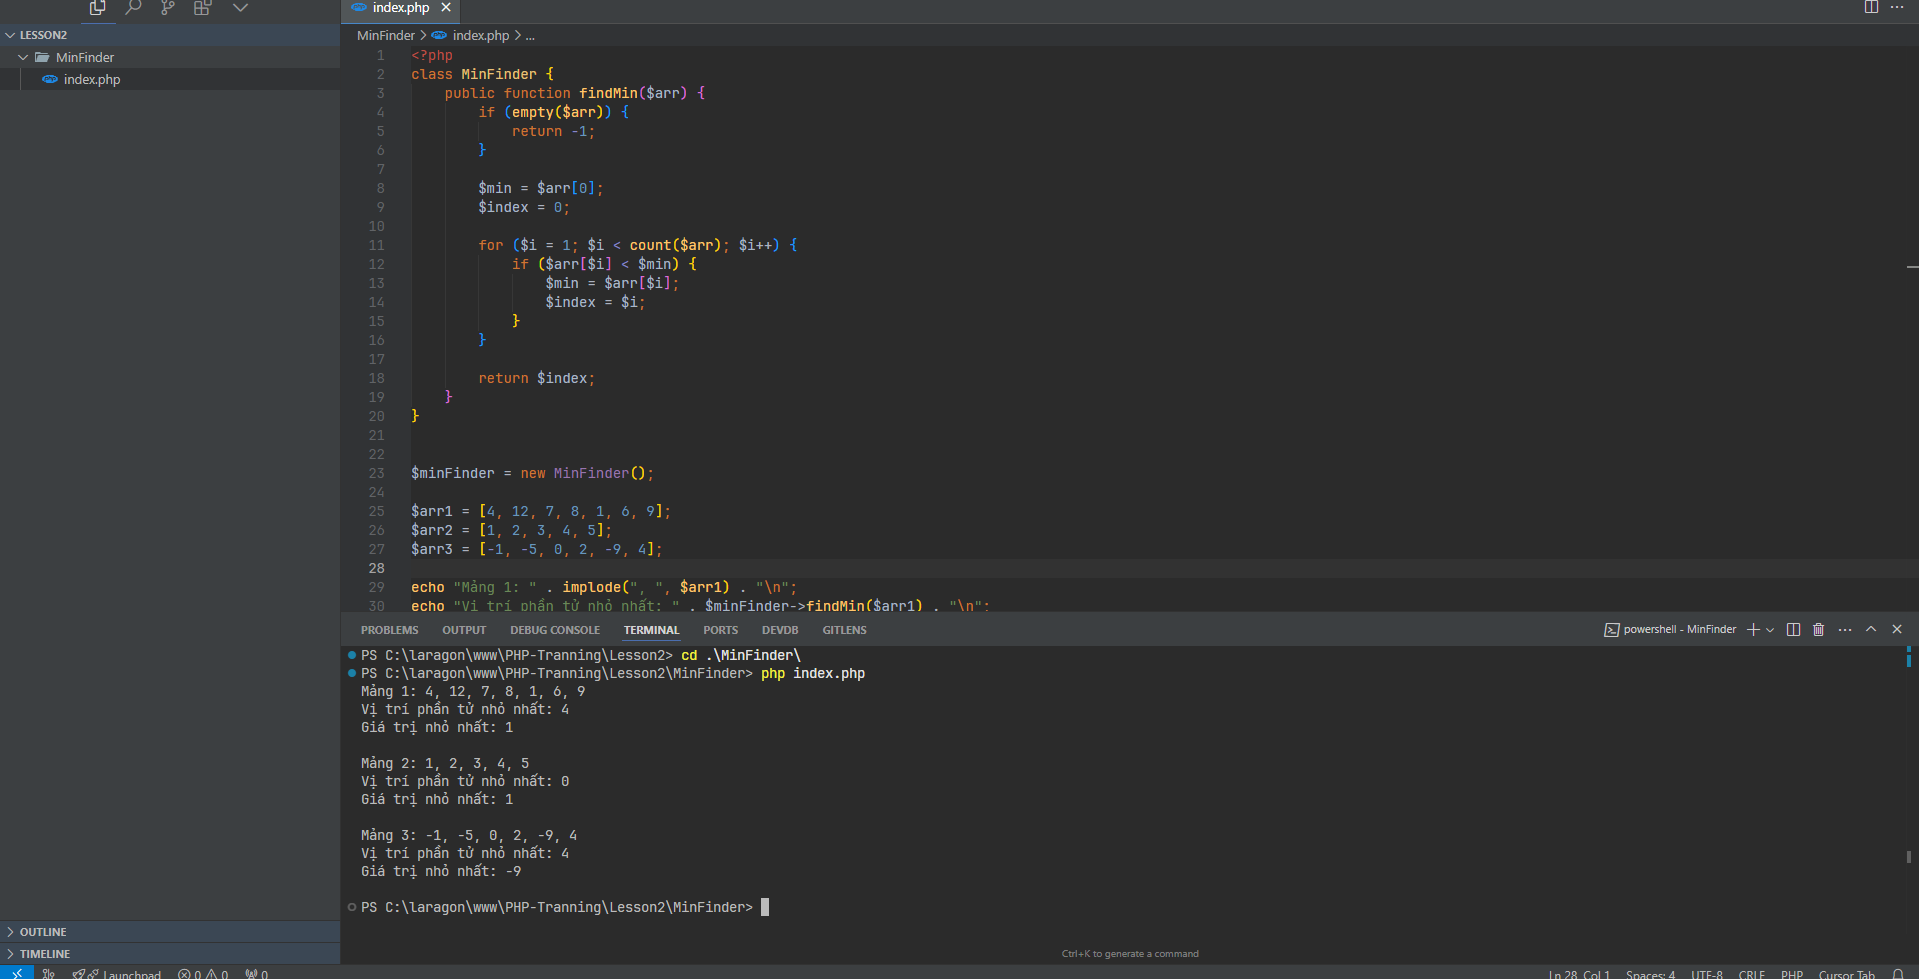 index.php
LESSON2
MinFinder
index.php
MinFinder > index.php > ...
1 <?php
2 class MinFinder {
3 public function findMin($arr) {
4 if (empty($arr)) {
5 return -1;
6 }
7
8 $min = $arr[0];
9 $index = 0;
10
11 for ($i = 1; $i < count($arr); $i++) {
12 if ($arr[$i] < $min) {
13 $min = $arr[$i];
14 $index = $i;
15 }
16 }
17
18 return $index;
19 }
20 }
21
22
23 $minFinder = new MinFinder();
24
25 $arr1 = [4, 12, 7, 8, 1, 6, 9];
26 $arr2 = [1, 2, 3, 4, 5];
27 $arr3 = [-1, -5, 0, 2, -9, 4];
28
29 echo "Mảng 1: " . implode(", ", $arr1) . "\n";
30 echo "Vị trí phần tử nhỏ nhất: " . $minFinder->findMin($arr1) . "\n";
PROBLEMS OUTPUT DEBUG CONSOLE TERMINAL PORTS DEVDB GITLENS
powershell - MinFinder
PS C:\laragon\www\PHP-Tranning\Lesson2> cd .\MinFinder\
PS C:\laragon\www\PHP-Tranning\Lesson2\MinFinder> php index.php
Mảng 1: 4, 12, 7, 8, 1, 6, 9
Vị trí phần tử nhỏ nhất: 4
Giá trị nhỏ nhất: 1
Mảng 2: 1, 2, 3, 4, 5
Vị trí phần tử nhỏ nhất: 0
Giá trị nhỏ nhất: 1
Mảng 3: -1, -5, 0, 2, -9, 4
Vị trí phần tử nhỏ nhất: 4
Giá trị nhỏ nhất: -9
PS C:\laragon\www\PHP-Tranning\Lesson2\MinFinder>
Ctrl+K to generate a command
OUTLINE
TIMELINE
Launchpad 0 0 0
Ln 28, Col 1 Spaces: 4 UTF-8 CRLF PHP Cursor Tab